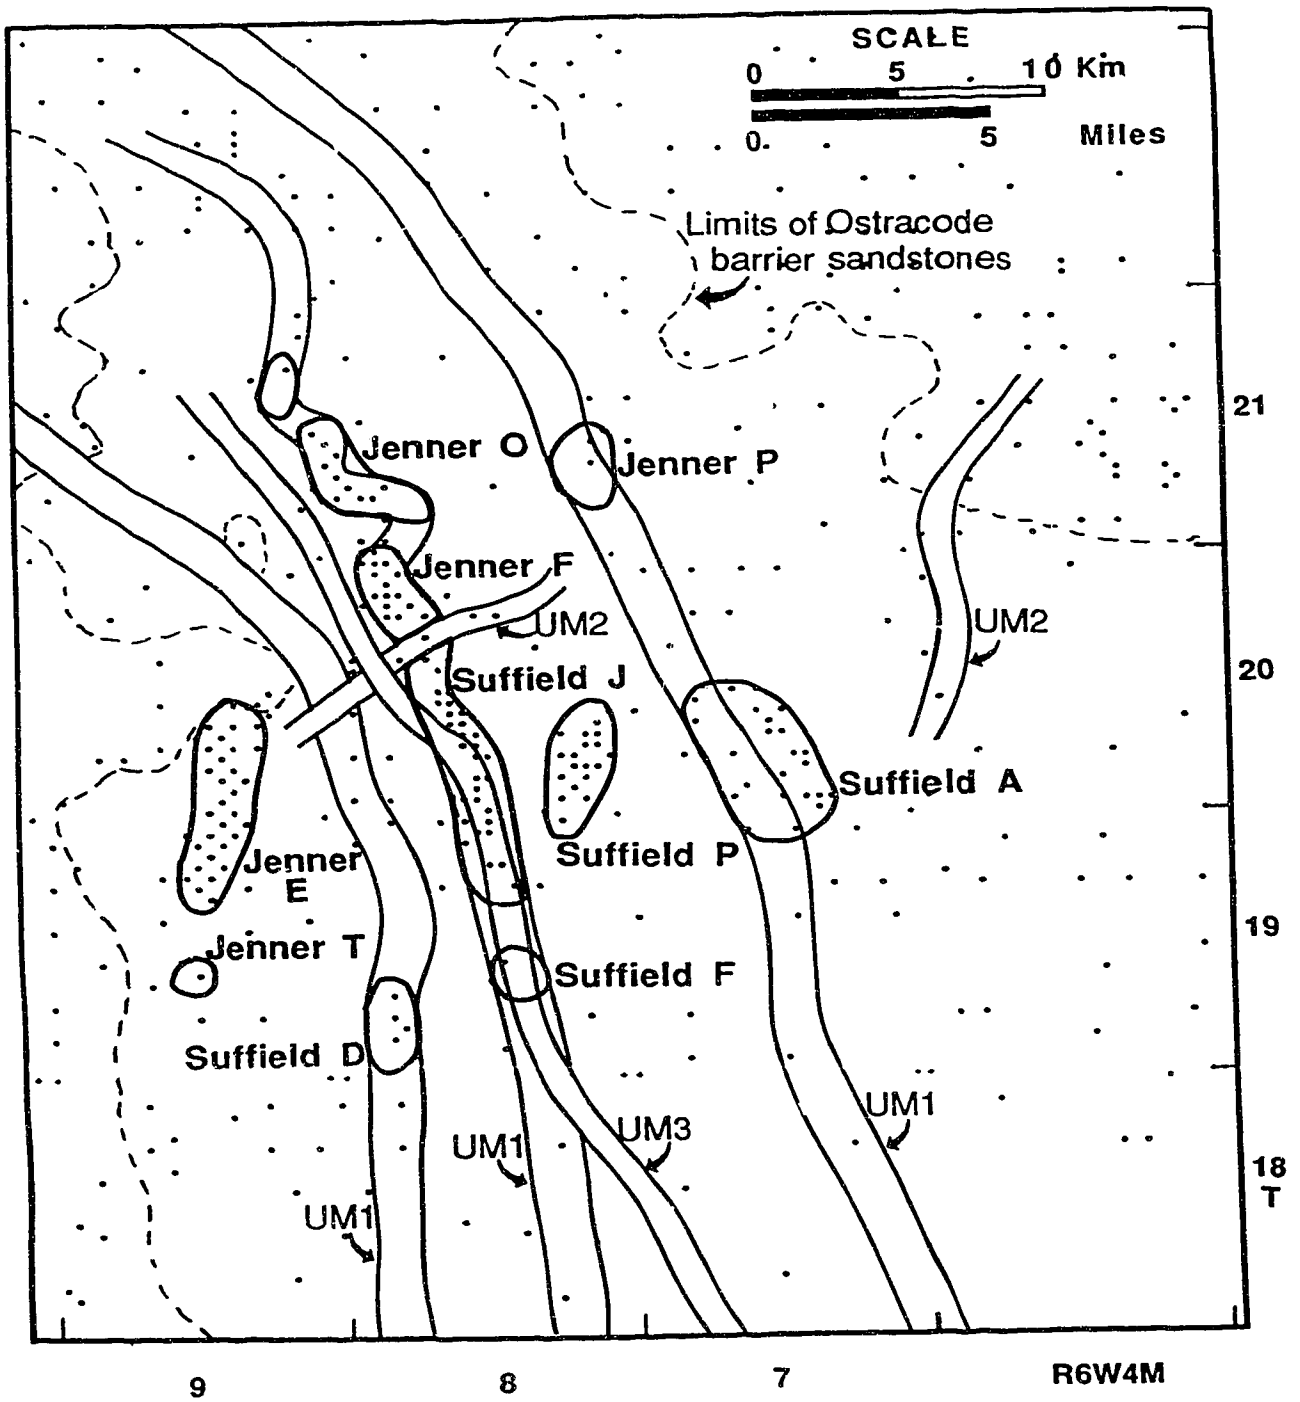 SCALE
0 5 10 Km
0 5 Miles
Limits of Ostracode
barrier sandstones
Jenner O
Jenner P
21
Jenner F
UM2
UM2
Suffield J
20
Suffield A
Suffield P
Jenner
E
19
Jenner T
Suffield F
Suffield D
UM1
UM3
UM1
18
T
UM1
9 8 7 R6W4M